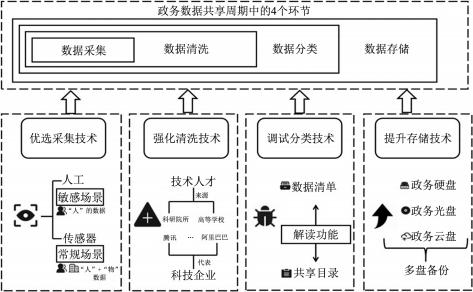 政务数据共享周期中的4个环节
数据采集
数据清洗
数据分类
数据存储
优选采集技术
强化清洗技术
调试分类技术
提升存储技术
人工
敏感场景
“人”的数据
传感器
常规场景
“人”+“物”
数据
技术人才
来源
科研院所 高等学校
腾讯 … 阿里巴巴
代表
科技企业
数据清单
解读功能
共享目录
政务硬盘
政务光盘
政务云盘
多盘备份